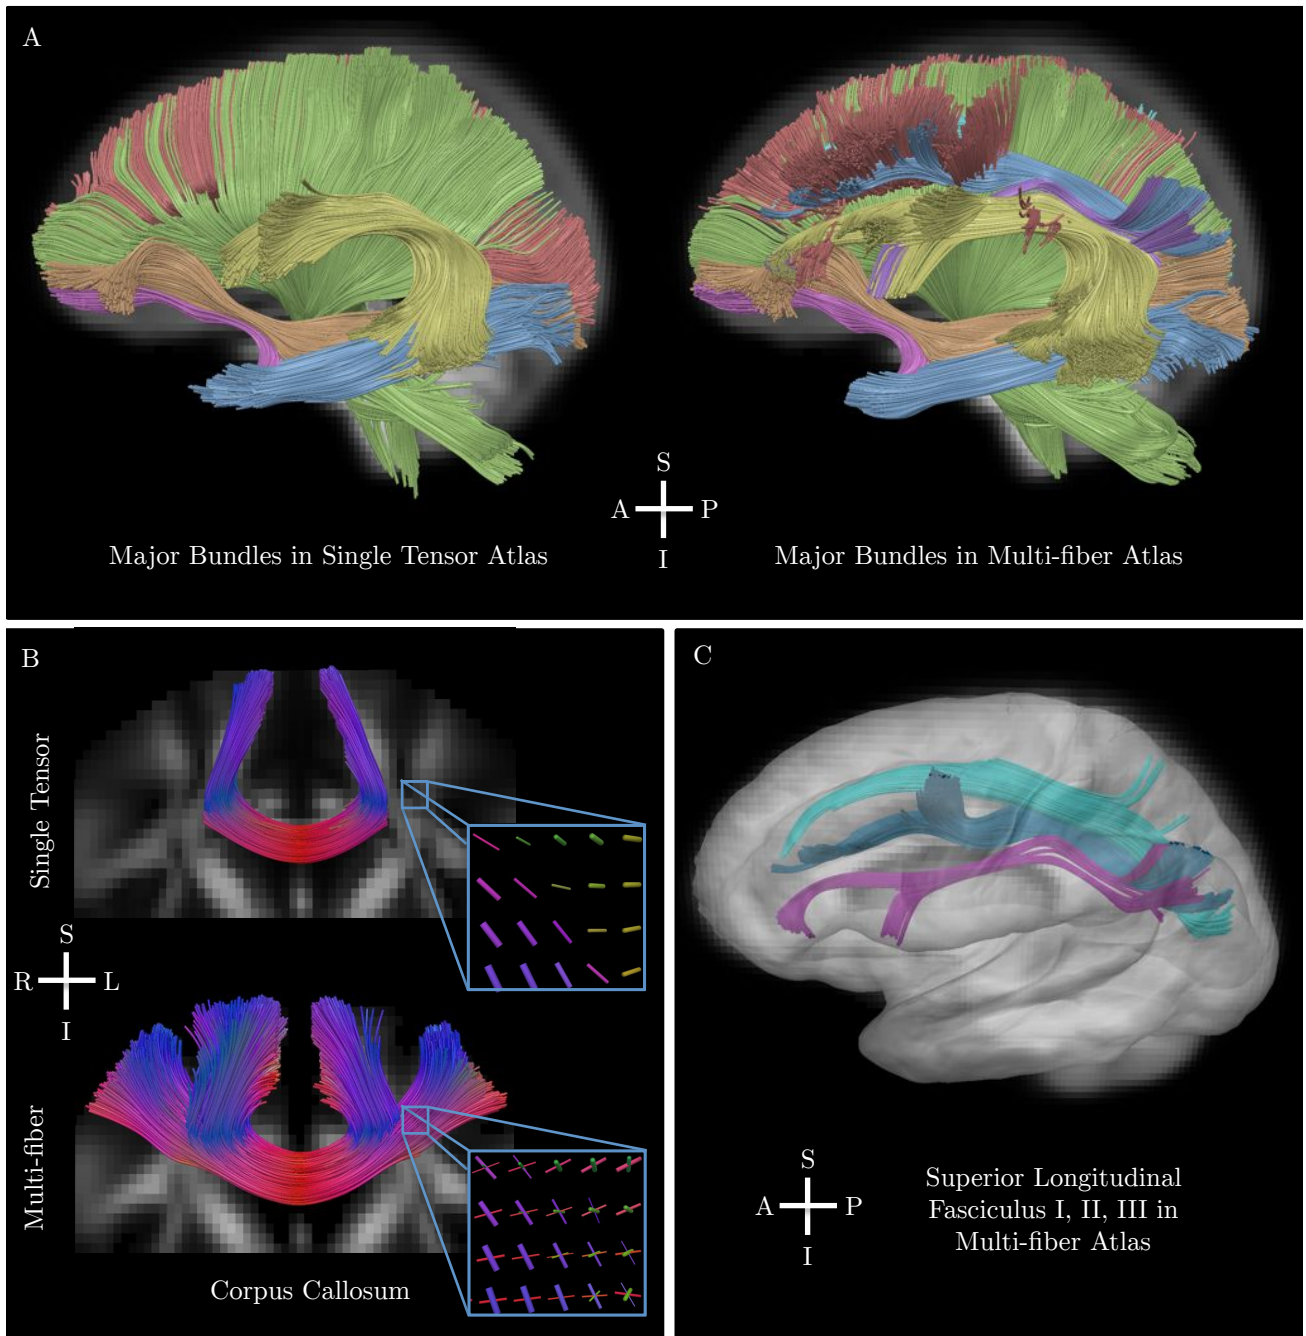 A
S
A P
I
Major Bundles in Single Tensor Atlas
Major Bundles in Multi-fiber Atlas
B
Single Tensor
S
R L
I
Multi-fiber
Corpus Callosum
C
S
A P
I
Superior Longitudinal
Fasciculus I, II, III in
Multi-fiber Atlas